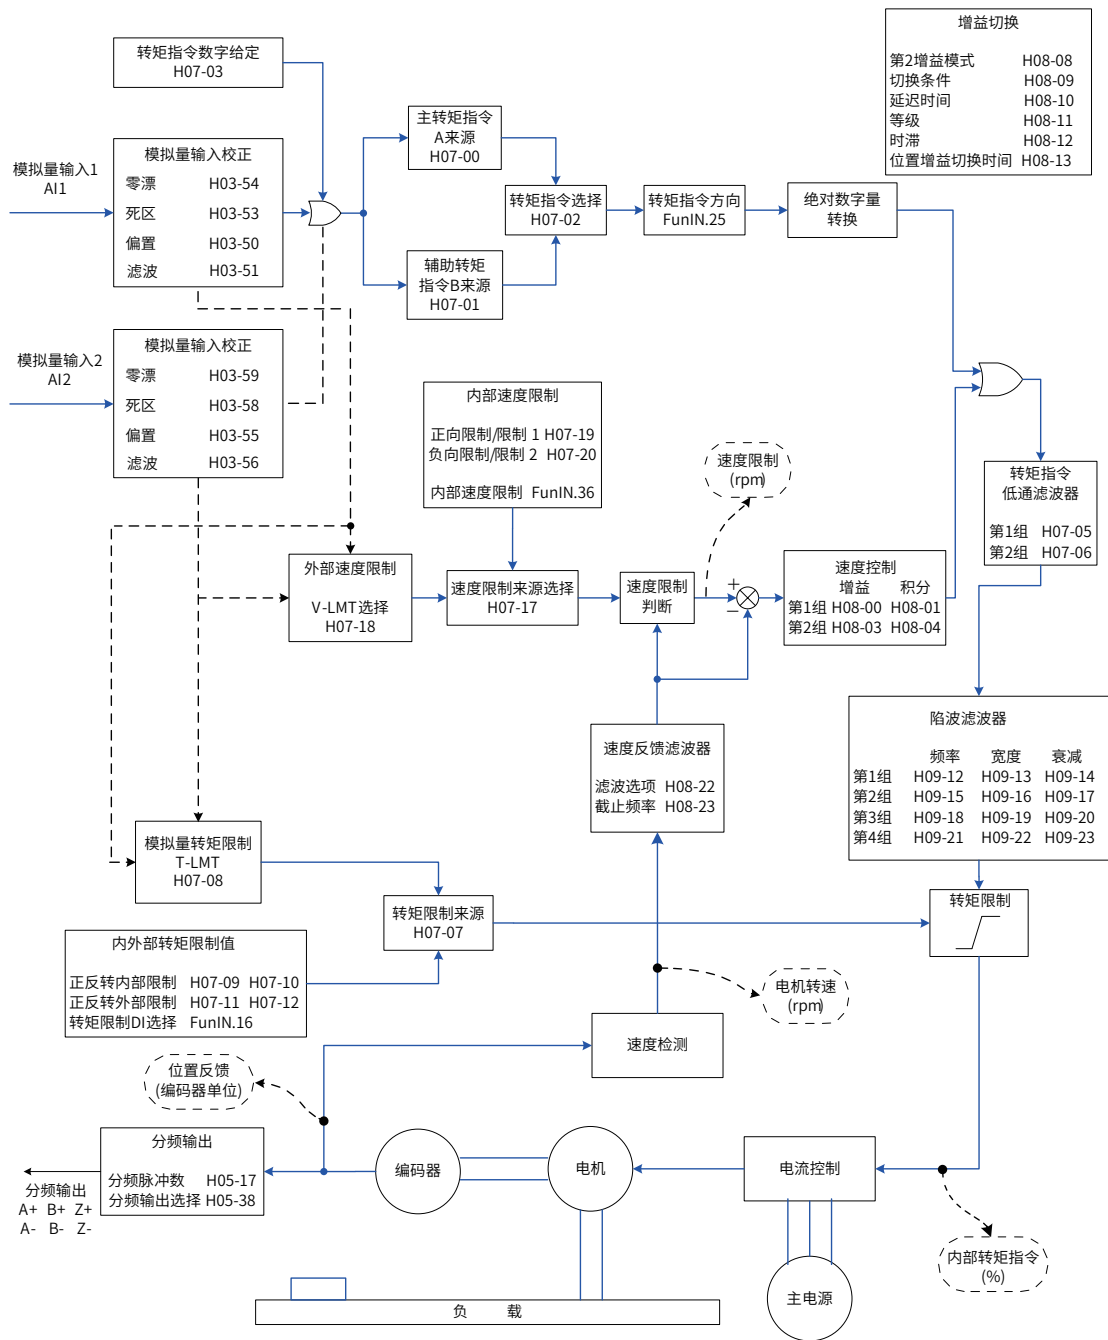 转矩指令数字给定
H07-03
增益切换
第2增益模式 H08-08
切换条件 H08-09
延迟时间 H08-10
等级 H08-11
时滞 H08-12
位置增益切换时间 H08-13
模拟量输入1
AI1
模拟量输入校正
零漂 H03-54
死区 H03-53
偏置 H03-50
滤波 H03-51
主转矩指令
A来源
H07-00
转矩指令选择
H07-02
转矩指令方向
FunIN.25
绝对数字量
转换
辅助转矩
指令B来源
H07-01
模拟量输入2
AI2
模拟量输入校正
零漂 H03-59
死区 H03-58
偏置 H03-55
滤波 H03-56
内部速度限制
正向限制/限制 1 H07-19
负向限制/限制 2 H07-20
内部速度限制 FunIN.36
速度限制
(rpm)
转矩指令
低通滤波器
第1组 H07-05
第2组 H07-06
外部速度限制
V-LMT选择
H07-18
速度限制来源选择
H07-17
速度限制
判断
+
−
速度控制
增益 积分
第1组 H08-00 H08-01
第2组 H08-03 H08-04
速度反馈滤波器
滤波选项 H08-22
截止频率 H08-23
陷波滤波器
频率 宽度 衰减
第1组 H09-12 H09-13 H09-14
第2组 H09-15 H09-16 H09-17
第3组 H09-18 H09-19 H09-20
第4组 H09-21 H09-22 H09-23
模拟量转矩限制
T-LMT
H07-08
转矩限制来源
H07-07
转矩限制
内外部转矩限制值
正反转内部限制 H07-09 H07-10
正反转外部限制 H07-11 H07-12
转矩限制DI选择 FunIN.16
电机转速
(rpm)
速度检测
位置反馈
(编码器单位)
分频输出
分频脉冲数 H05-17
分频输出选择 H05-38
分频输出
A+ B+ Z+
A- B- Z-
编码器
电机
电流控制
内部转矩指令
(%)
主电源
负 载